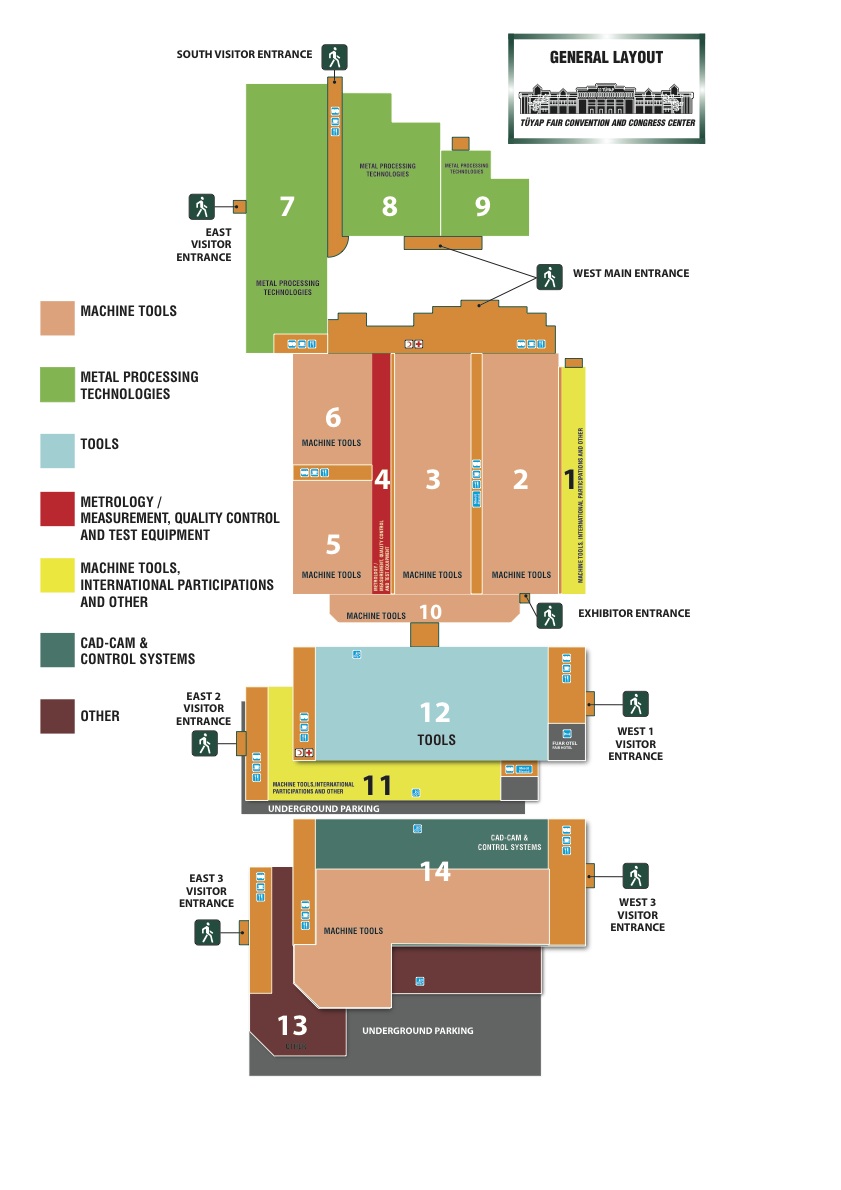 SOUTH VISITOR ENTRANCE
GENERAL LAYOUT
TÜYAP
TÜYAP FAIR CONVENTION AND CONGRESS CENTER
METAL PROCESSING
TECHNOLOGIES
8
METAL PROCESSING
TECHNOLOGIES
9
7
METAL PROCESSING
TECHNOLOGIES
EAST
VISITOR
ENTRANCE
WEST MAIN ENTRANCE
MACHINE TOOLS
METAL PROCESSING
TECHNOLOGIES
TOOLS
METROLOGY /
MEASUREMENT, QUALITY CONTROL
AND TEST EQUIPMENT
MACHINE TOOLS,
INTERNATIONAL PARTICIPATIONS
AND OTHER
CAD-CAM &
CONTROL SYSTEMS
OTHER
6
MACHINE TOOLS
5
MACHINE TOOLS
4
METROLOGY /
MEASUREMENT, QUALITY CONTROL
AND TEST EQUIPMENT
3
MACHINE TOOLS
2
MACHINE TOOLS
1
MACHINE TOOLS, INTERNATIONAL PARTICIPATIONS AND OTHER
MACHINE TOOLS 10
EXHIBITOR ENTRANCE
12
TOOLS
FUAR OTEL
FAIR HOTEL
EAST 2
VISITOR
ENTRANCE
WEST 1
VISITOR
ENTRANCE
MACHINE TOOLS,INTERNATIONAL
PARTICIPATIONS AND OTHER
11
UNDERGROUND PARKING
CAD-CAM &
CONTROL SYSTEMS
14
MACHINE TOOLS
EAST 3
VISITOR
ENTRANCE
WEST 3
VISITOR
ENTRANCE
13
UNDERGROUND PARKING